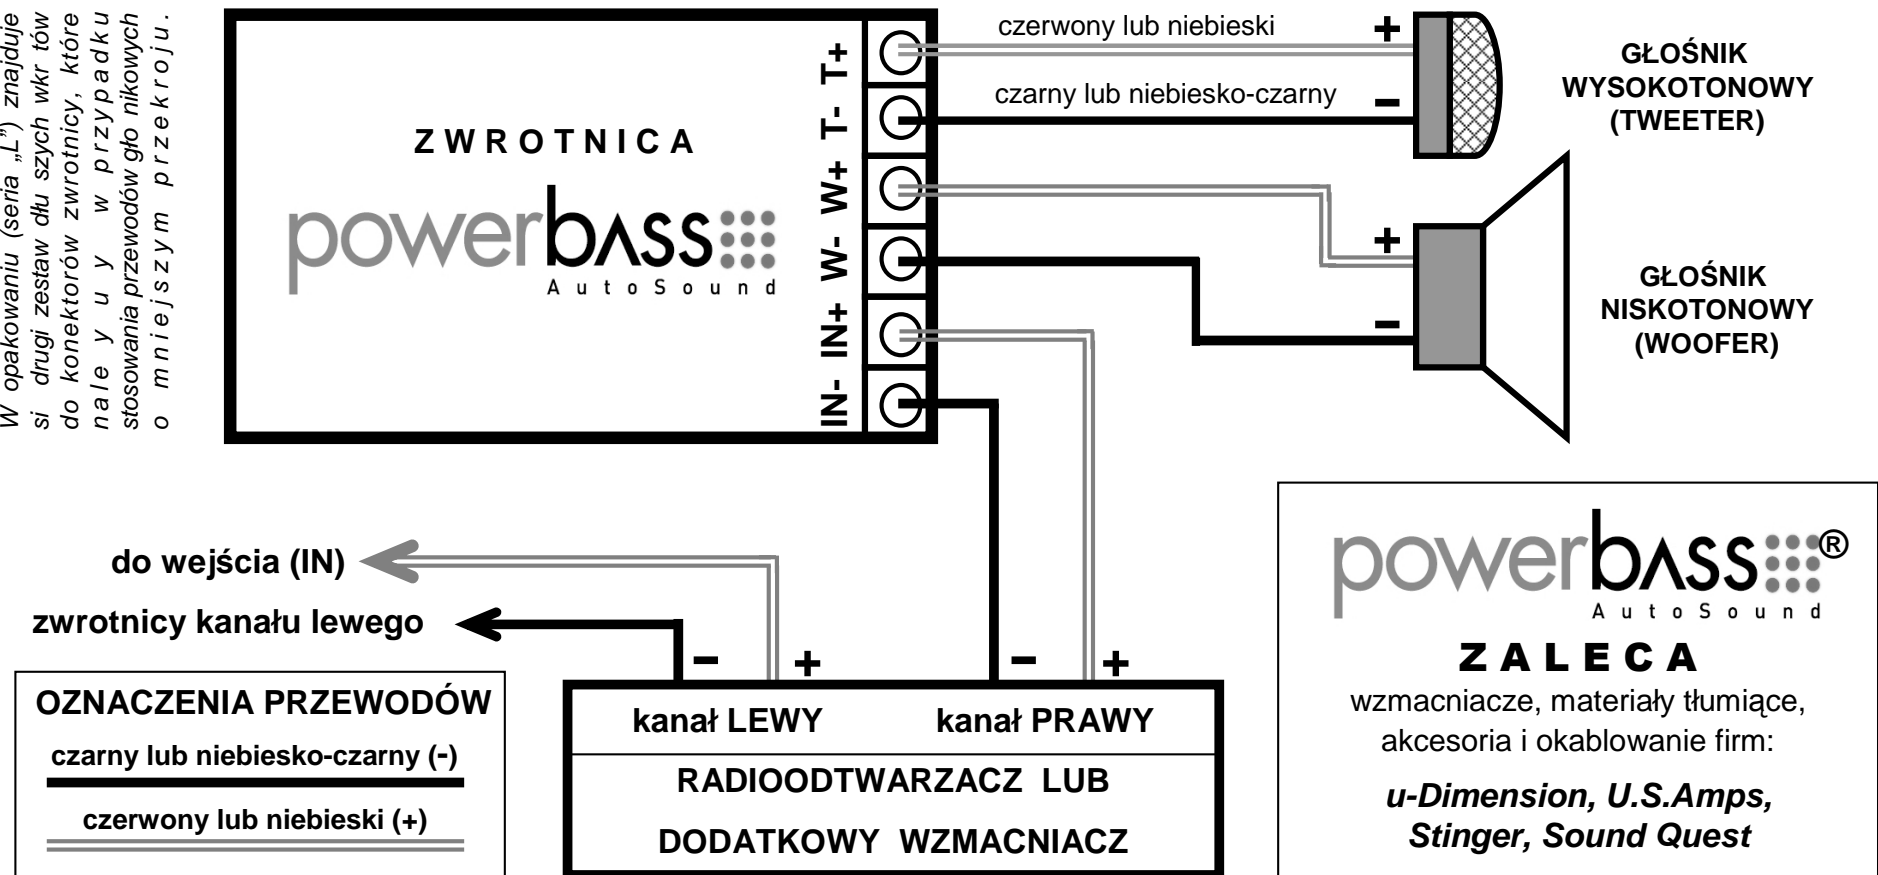 W opakowaniu (seria „L”) znajduje
si drugi zestaw dłu szych wkr tów
do konektorów zwrotnicy, które
nale y u y w przypadku
stosowania przewodów gło nikowych
o mniejszym przekroju.
ZWROTNICA
powerbass
AutoSound
T+
T-
W+
W-
IN+
IN-
czerwony lub niebieski
+
czarny lub niebiesko-czarny
-
GŁOŚNIK
WYSOKOTONOWY
(TWEETER)
+
-
GŁOŚNIK
NISKOTONOWY
(WOOFER)
do wejścia (IN)
zwrotnicy kanału lewego
- +
- +
kanał LEWY
kanał PRAWY
RADIOODTWARZACZ LUB
DODATKOWY WZMACNIACZ
OZNACZENIA PRZEWODÓW
czarny lub niebiesko-czarny (-)
czerwony lub niebieski (+)
powerbass®
AutoSound
ZALECA
wzmacniacze, materiały tłumiące,
akcesoria i okablowanie firm:
u-Dimension, U.S.Amps,
Stinger, Sound Quest